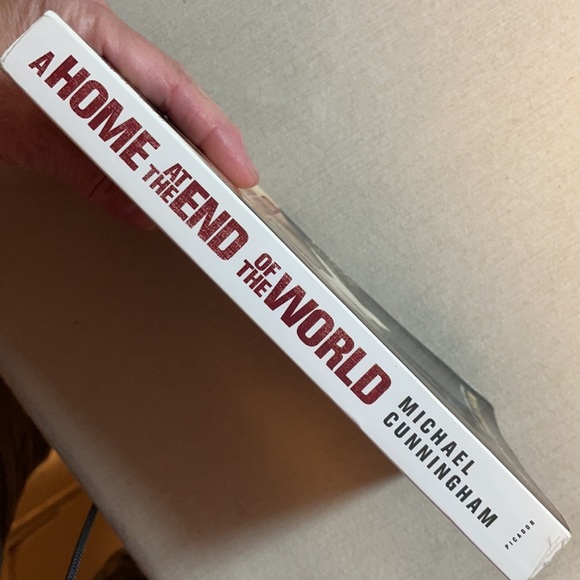 A HOME AT THE END OF THE WORLD
MICHAEL
CUNNINGHAM
PICADOR